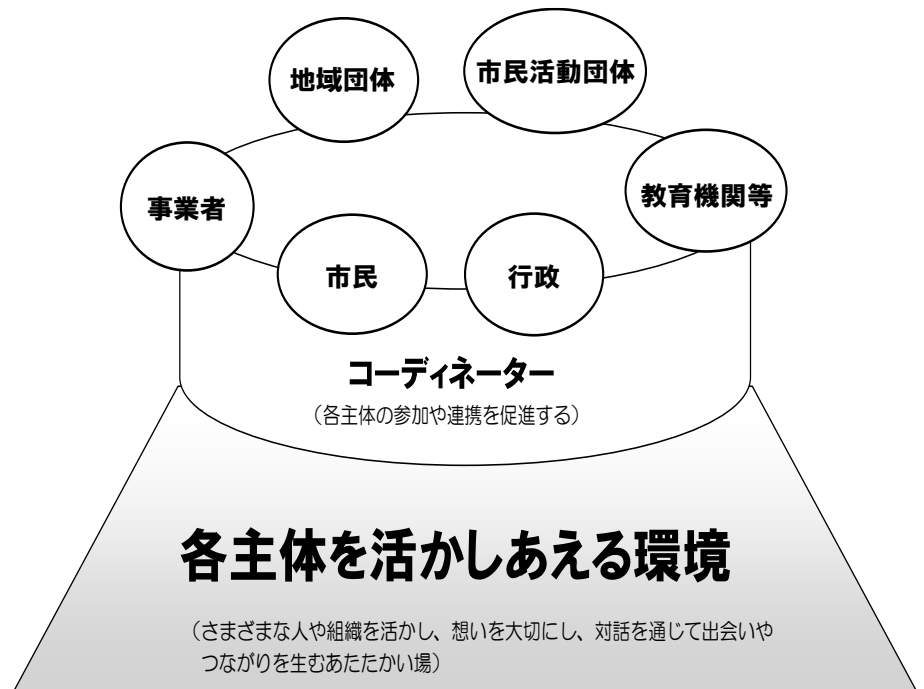 地域団体
市民活動団体
事業者
教育機関等
市民
行政
コーディネーター
（各主体の参加や連携を促進する）
各主体を活かしあえる環境
（さまざまな人や組織を活かし、想いを大切にし、対話を通じて出会いや
つながりを生むあたたかい場）